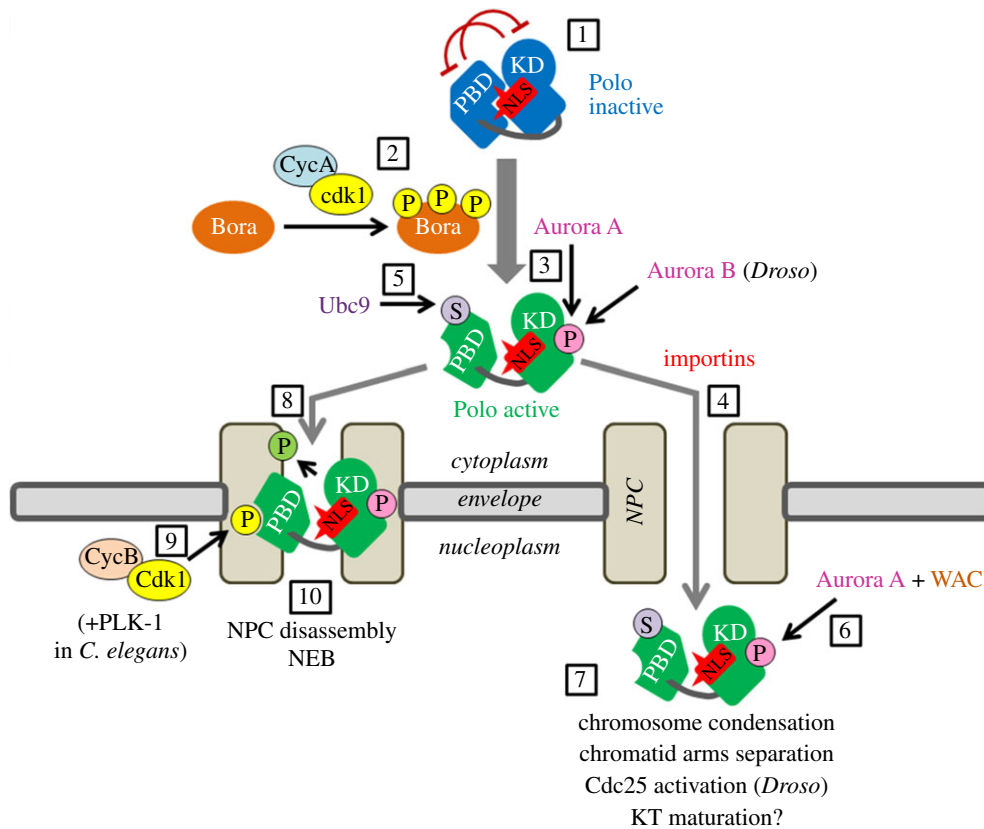 1
KD
PBD
NLS
Polo
inactive
2
CycA
cdk1
P P P
Bora
Bora
Aurora A
3
Aurora B (Droso)
5
Ubc9
S
KD
P
PBD
NLS
importins
Polo active
8
4
P
cytoplasm
KD
envelope
NPC
P
PBD
NLS
P
nucleoplasm
9
CycB
Cdk1
10
(+PLK-1
in C. elegans)
NPC disassembly
NEB
Aurora A + WAC
S
KD
P
6
PBD
NLS
7
chromosome condensation
chromatid arms separation
Cdc25 activation (Droso)
KT maturation?